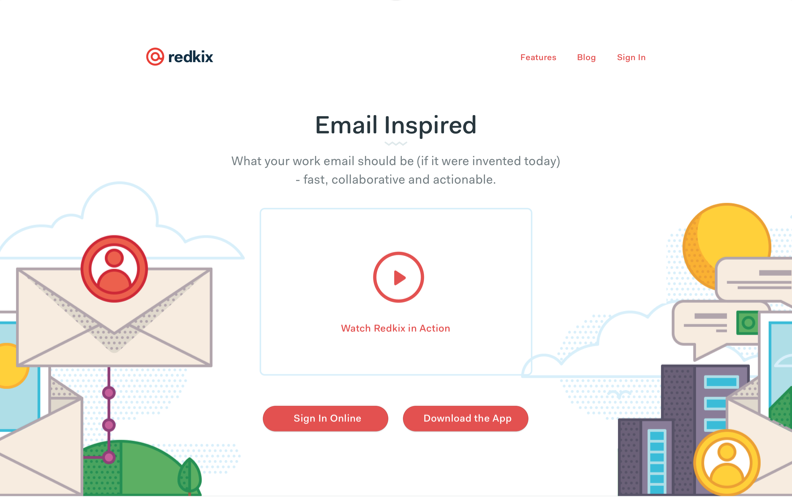 redkix
Features
Blog
Sign In
Email Inspired
What your work email should be (if it were invented today)
- fast, collaborative and actionable.
Watch Redkix in Action
Sign In Online
Download the App